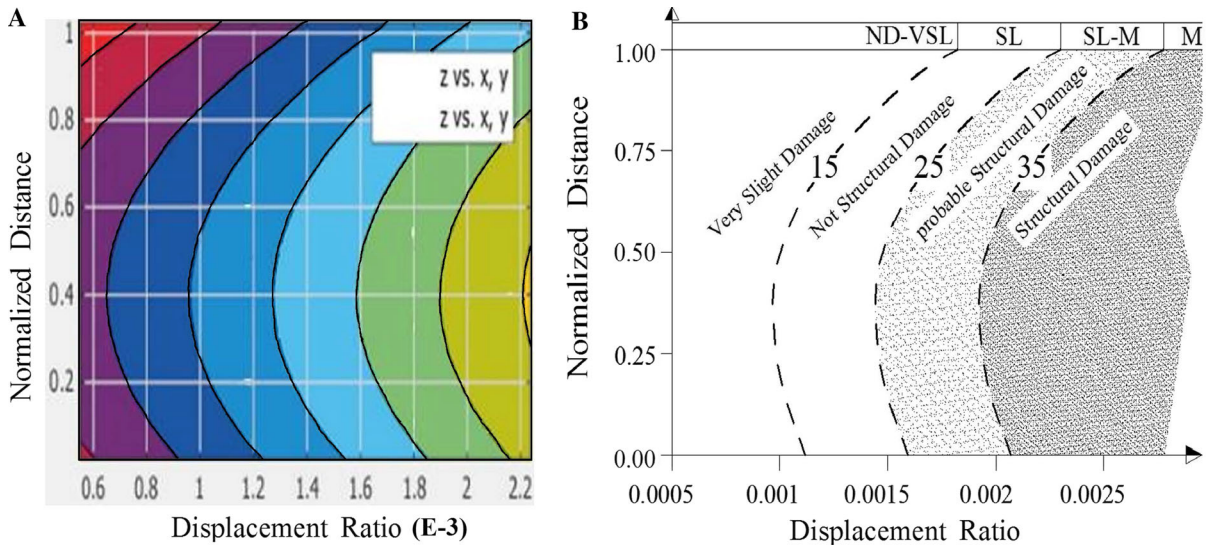 A
Normalized Distance
1
0.8
0.6
0.4
0.2
z vs. x, y
z vs. x, y
0.6 0.8 1 1.2 1.4 1.6 1.8 2 2.2
Displacement Ratio (E-3)
B
Normalized Distance
ND-VSL SL SL-M M
1.00
0.75
0.50
0.25
0.00
Very Slight Damage
15
Not Structural Damage
25
probable Structural Damage
35
Structural Damage
0.0005 0.001 0.0015 0.002 0.0025
Displacement Ratio